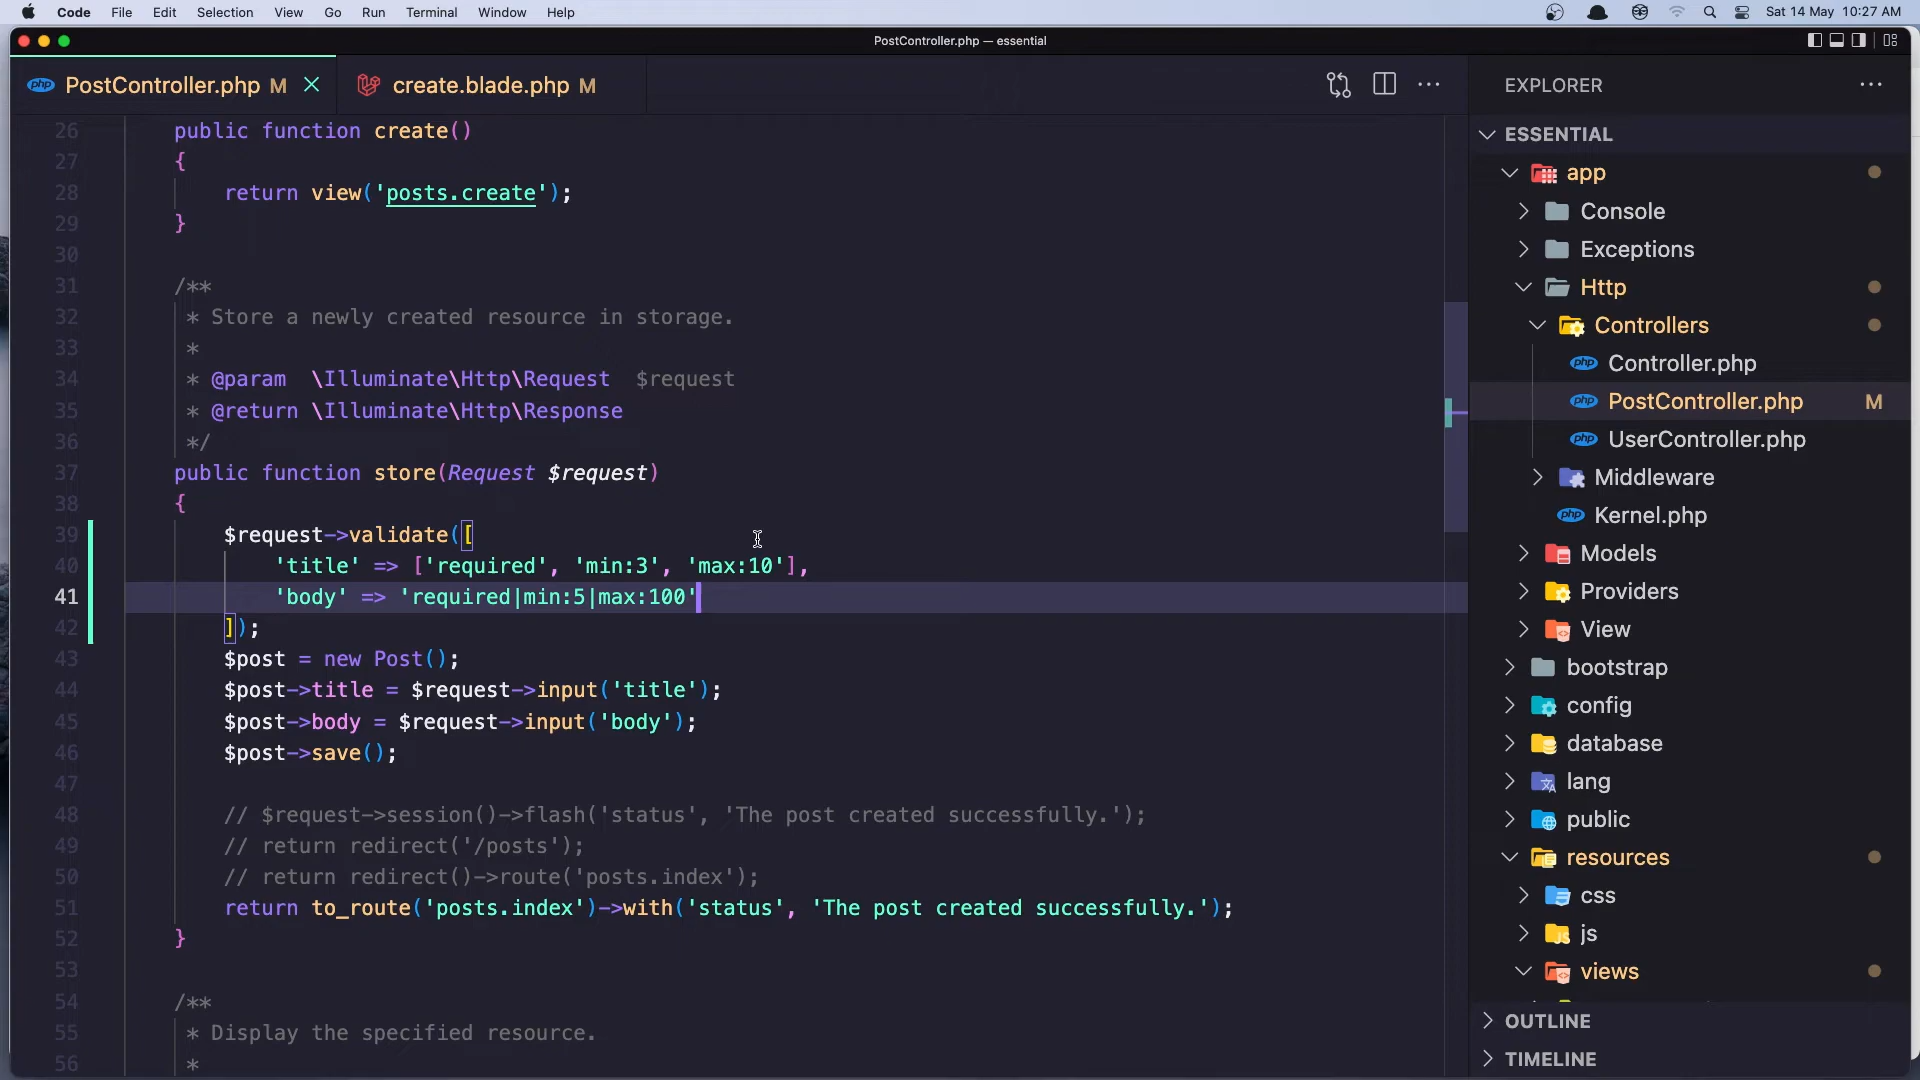 Code File Edit Selection View Go Run Terminal Window Help Sat 14 May 10:27 AM
PostController.php — essential
PostController.php M create.blade.php M
26 public function create()
27 {
28 return view('posts.create');
29 }
30
31 /**
32 * Store a newly created resource in storage.
33 *
34 * @param \Illuminate\Http\Request $request
35 * @return \Illuminate\Http\Response
36 */
37 public function store(Request $request)
38 {
39 $request->validate([
40 'title' => ['required', 'min:3', 'max:10'],
41 'body' => 'required|min:5|max:100'
42 ]);
43 $post = new Post();
44 $post->title = $request->input('title');
45 $post->body = $request->input('body');
46 $post->save();
47
48 // $request->session()->flash('status', 'The post created successfully.');
49 // return redirect('/posts');
50 // return redirect()->route('posts.index');
51 return to_route('posts.index')->with('status', 'The post created successfully.');
52 }
53
54 /**
55 * Display the specified resource.
56 *
EXPLORER
ESSENTIAL
app
Console
Exceptions
Http
Controllers
php Controller.php
php PostController.php M
php UserController.php
Middleware
php Kernel.php
Models
Providers
View
bootstrap
config
database
lang
public
resources
css
js
views
OUTLINE
TIMELINE